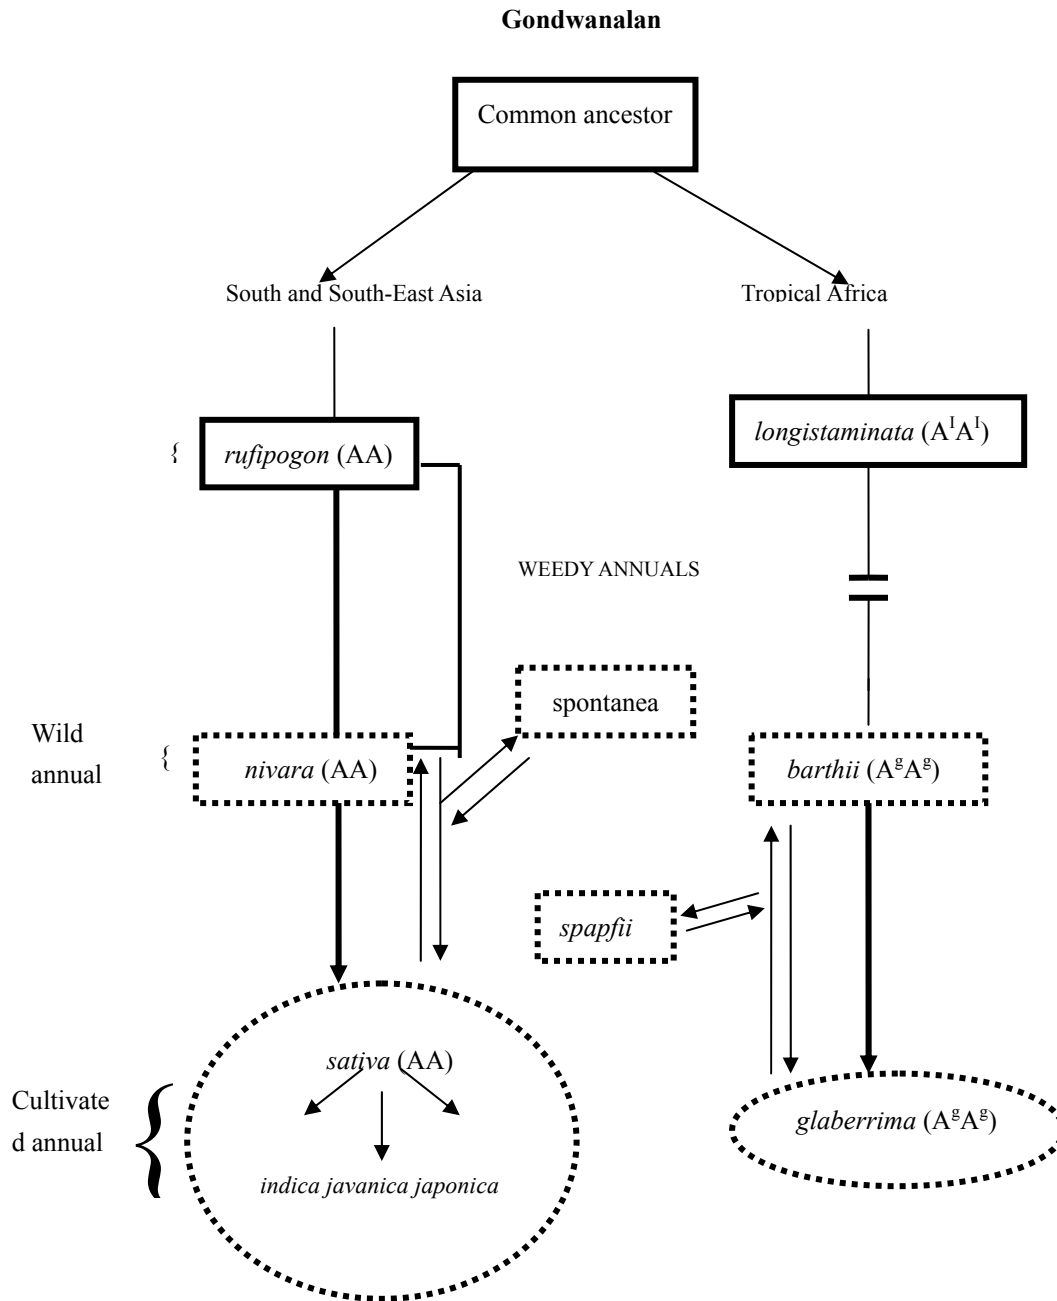 Gondwanalan
Common ancestor
South and South-East Asia
Tropical Africa
{ rufipogon (AA)
longistaminata (AᴵAᴵ)
WEEDY ANNUALS
spontanea
Wild
annual
{ nivara (AA)
barthii (AᵍAᵍ)
spapfii
sativa (AA)
Cultivate
d annual
{
glaberrima (AᵍAᵍ)
indica javanica japonica